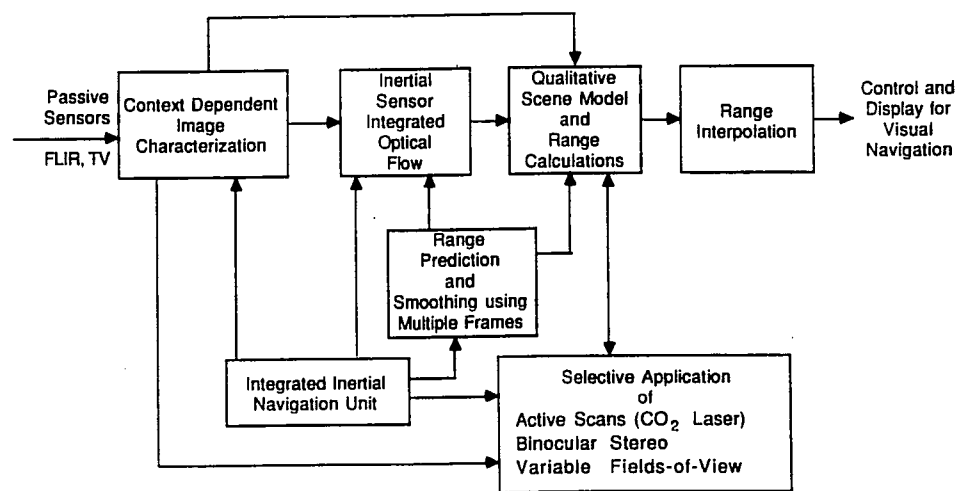 Passive
Sensors
FLIR, TV
Context Dependent
Image
Characterization
Inertial
Sensor
Integrated
Optical
Flow
Qualitative
Scene Model
and
Range
Calculations
Range
Interpolation
Control and
Display for
Visual
Navigation
Range
Prediction
and
Smoothing using
Multiple Frames
Integrated Inertial
Navigation Unit
Selective Application
of
Active Scans (CO₂ Laser)
Binocular Stereo
Variable Fields-of-View